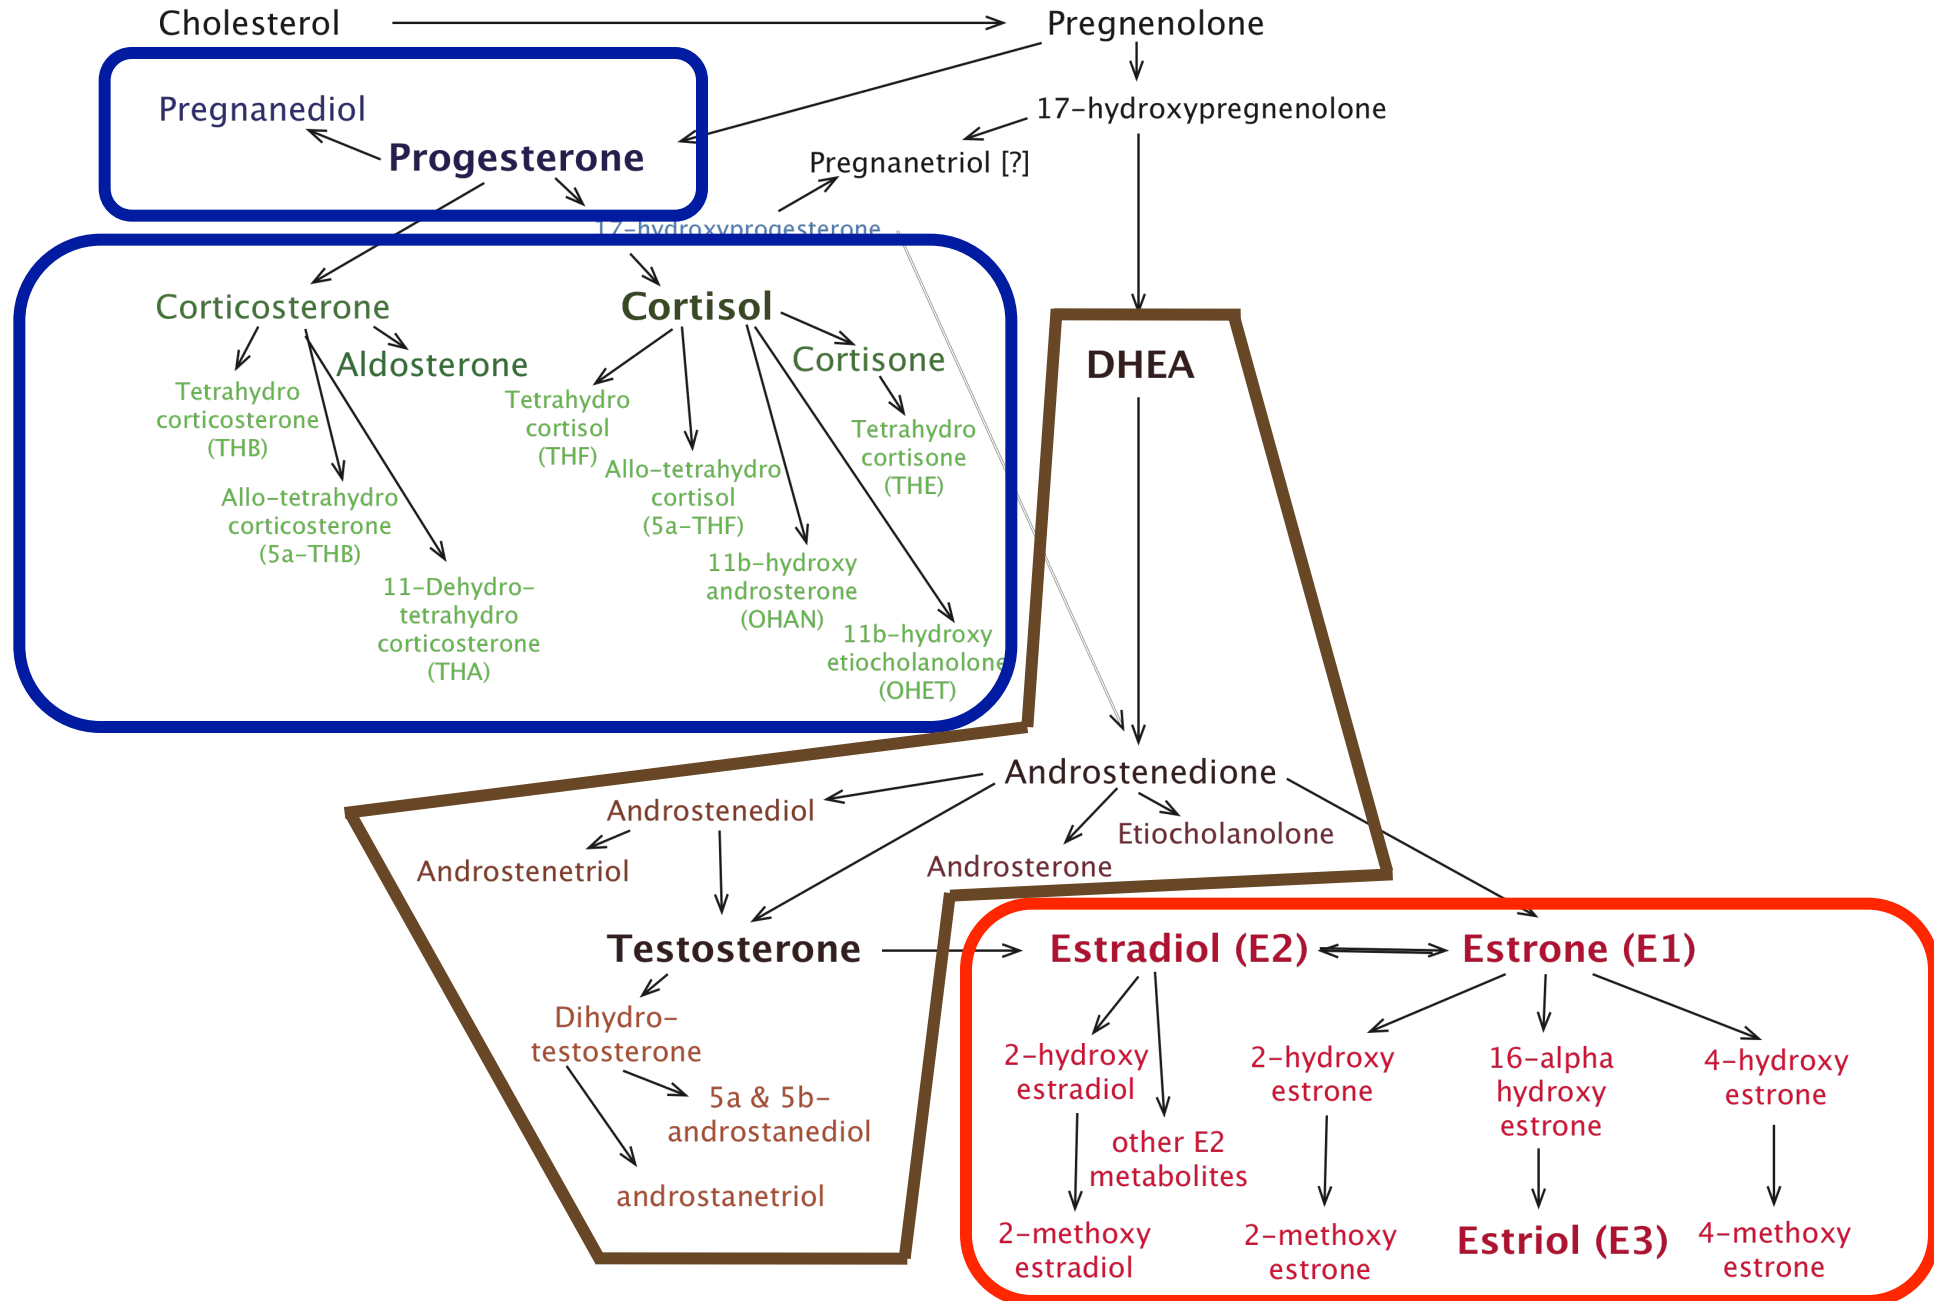 Cholesterol
Pregnenolone
Pregnanediol
17-hydroxypregnenolone
Progesterone
Pregnanetriol [?]
17-hydroxyprogesterone
Corticosterone
Cortisol
Aldosterone
Cortisone
DHEA
Tetrahydro
corticosterone
(THB)
Tetrahydro
cortisol
(THF)
Tetrahydro
cortisone
(THE)
Allo-tetrahydro
corticosterone
(5a-THB)
Allo-tetrahydro
cortisol
(5a-THF)
11-Dehydro-
tetrahydro
corticosterone
(THA)
11b-hydroxy
androsterone
(OHAN)
11b-hydroxy
etiocholanolone
(OHET)
Androstenedione
Androstenediol
Etiocholanolone
Androstenetriol
Androsterone
Testosterone
Estradiol (E2)
Estrone (E1)
Dihydro-
testosterone
5a & 5b-
androstanediol
androstanetriol
2-hydroxy
estradiol
other E2
metabolites
2-hydroxy
estrone
16-alpha
hydroxy
estrone
4-hydroxy
estrone
2-methoxy
estradiol
2-methoxy
estrone
Estriol (E3)
4-methoxy
estrone